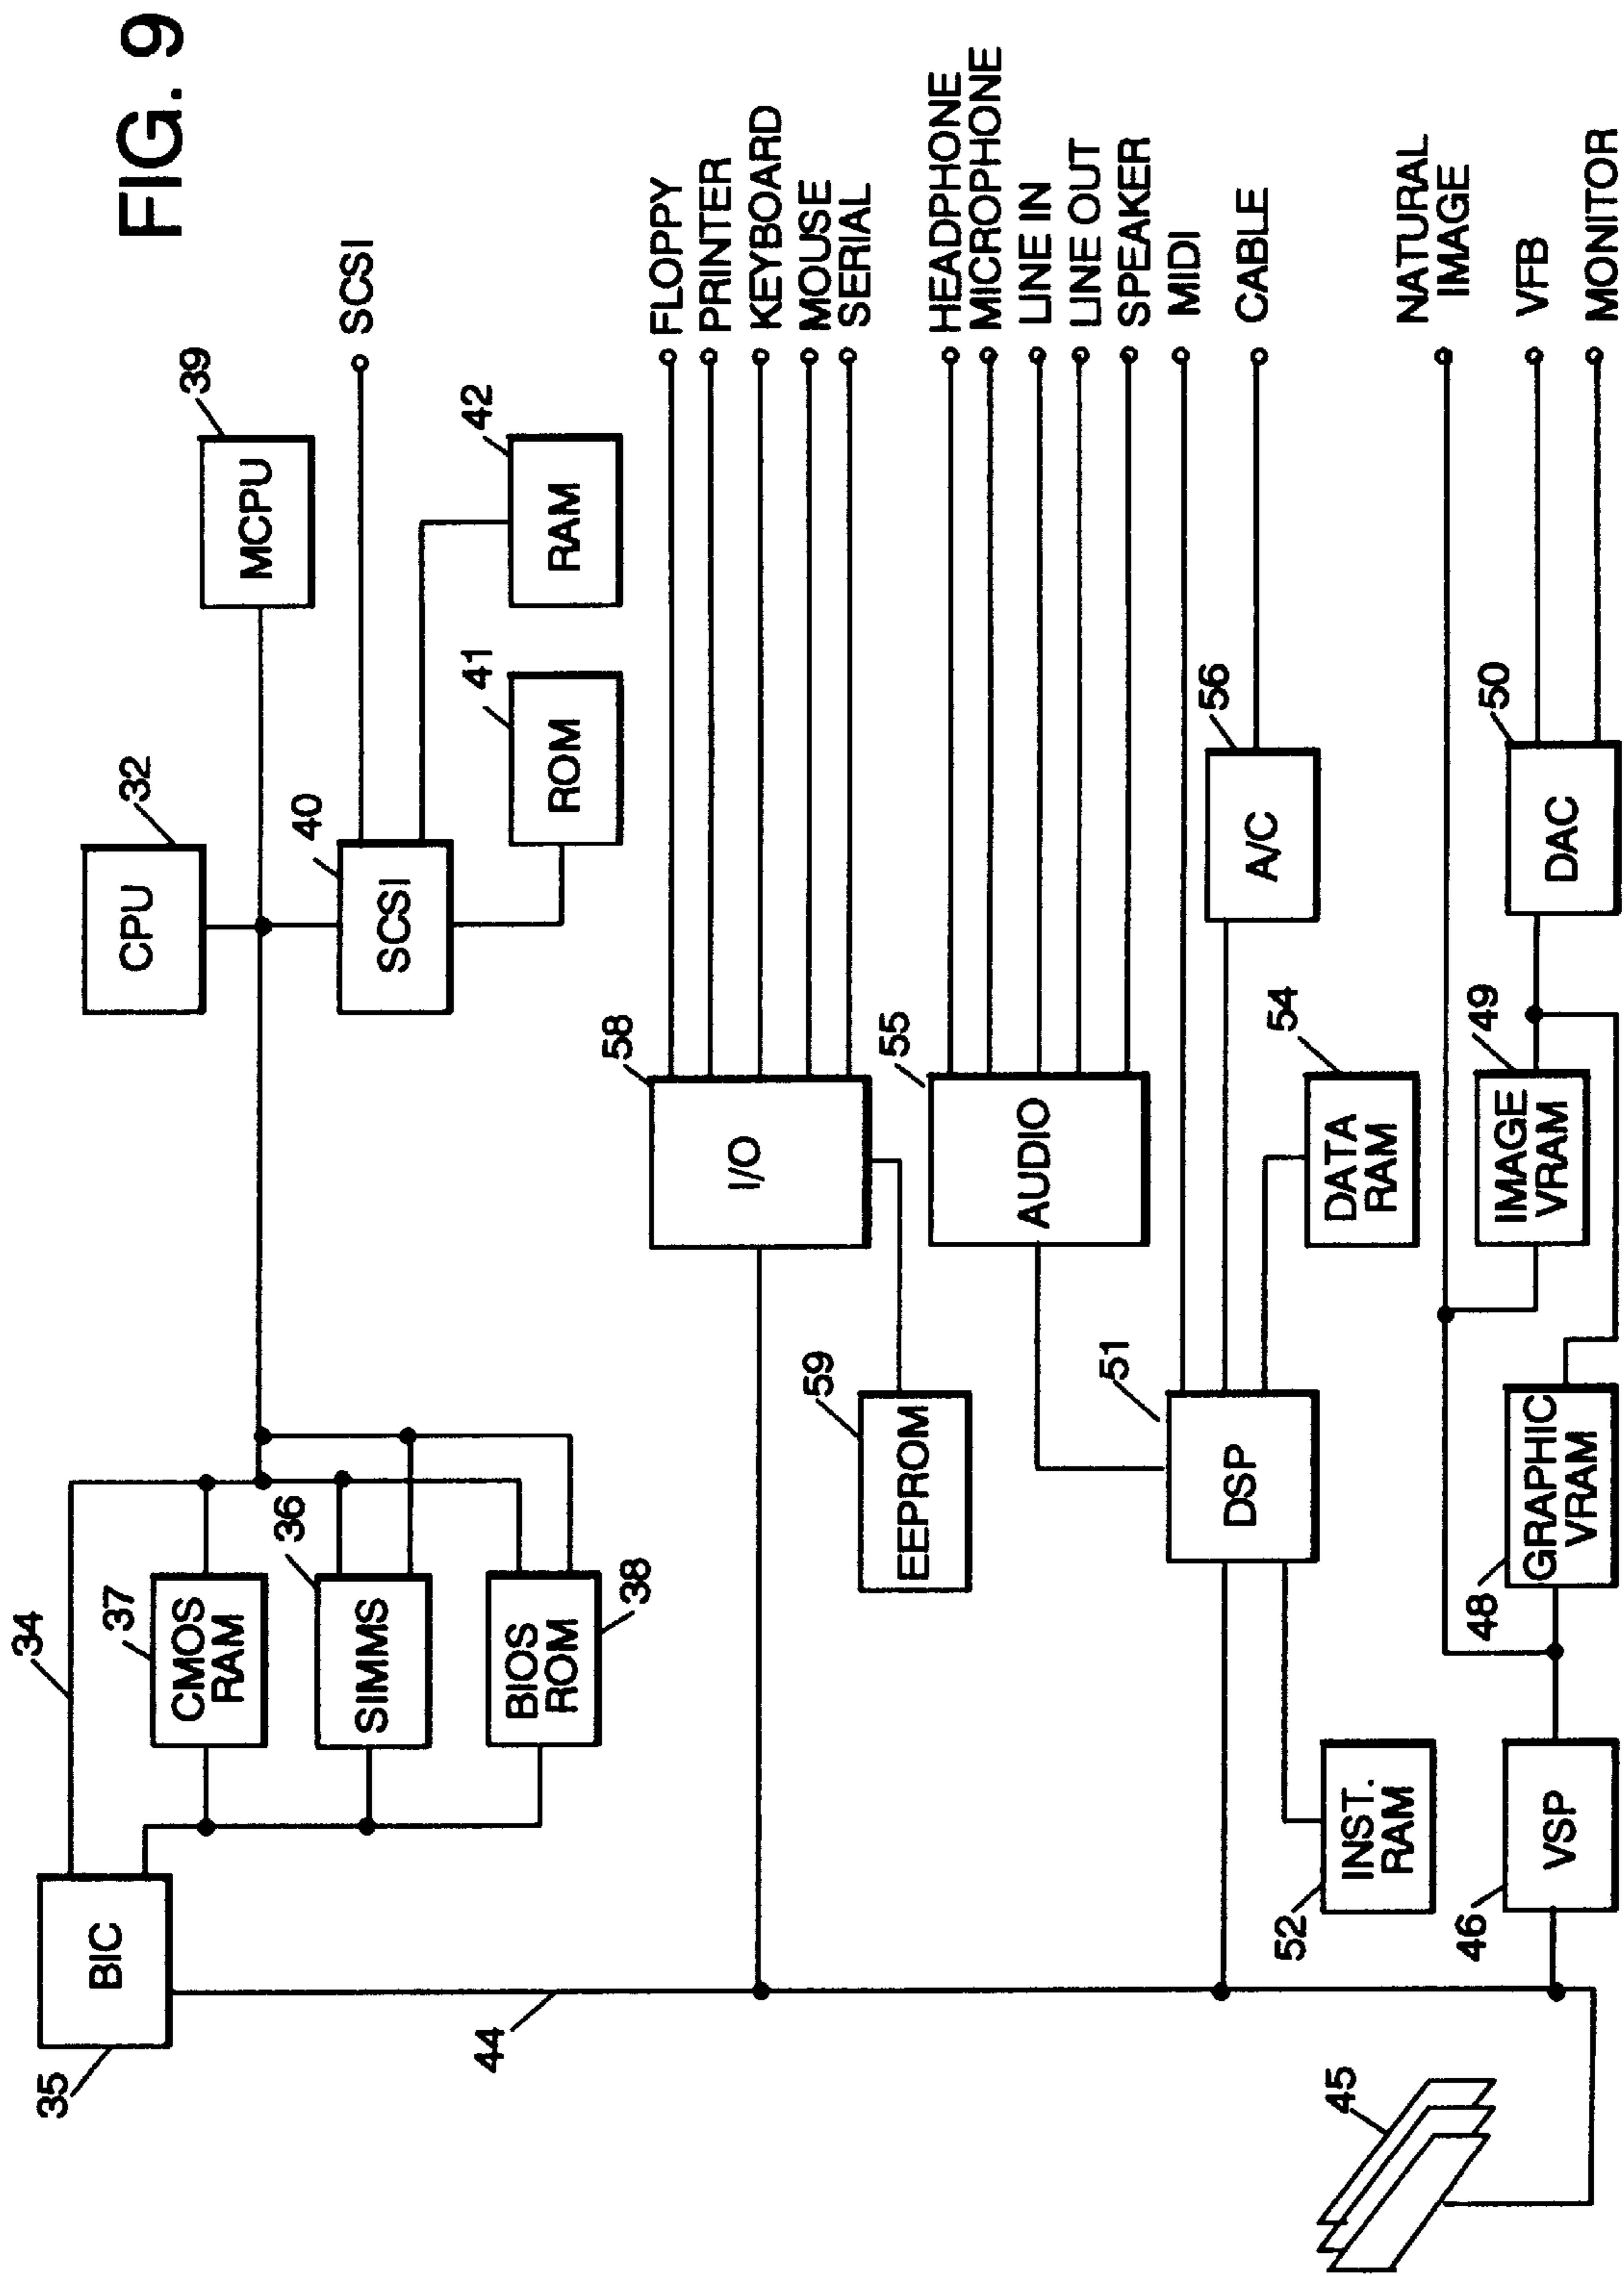 FIG. 9
32
CPU
39
MCPU
34
35
BIC
37
CMOS
RAM
36
SIMMS
38
BIOS
ROM
40
SCSI
SCSI
41
ROM
42
RAM
44
58
I/O
FLOPPY
PRINTER
KEYBOARD
MOUSE
SERIAL
59
EEPROM
55
AUDIO
HEADPHONE
MICROPHONE
LINE IN
LINE OUT
SPEAKER
MIDI
51
DSP
56
A/C
CABLE
54
DATA
RAM
52
INST.
RAM
45
46
VSP
48
GRAPHIC
VRAM
49
IMAGE
VRAM
50
DAC
NATURAL
IMAGE
VFB
MONITOR